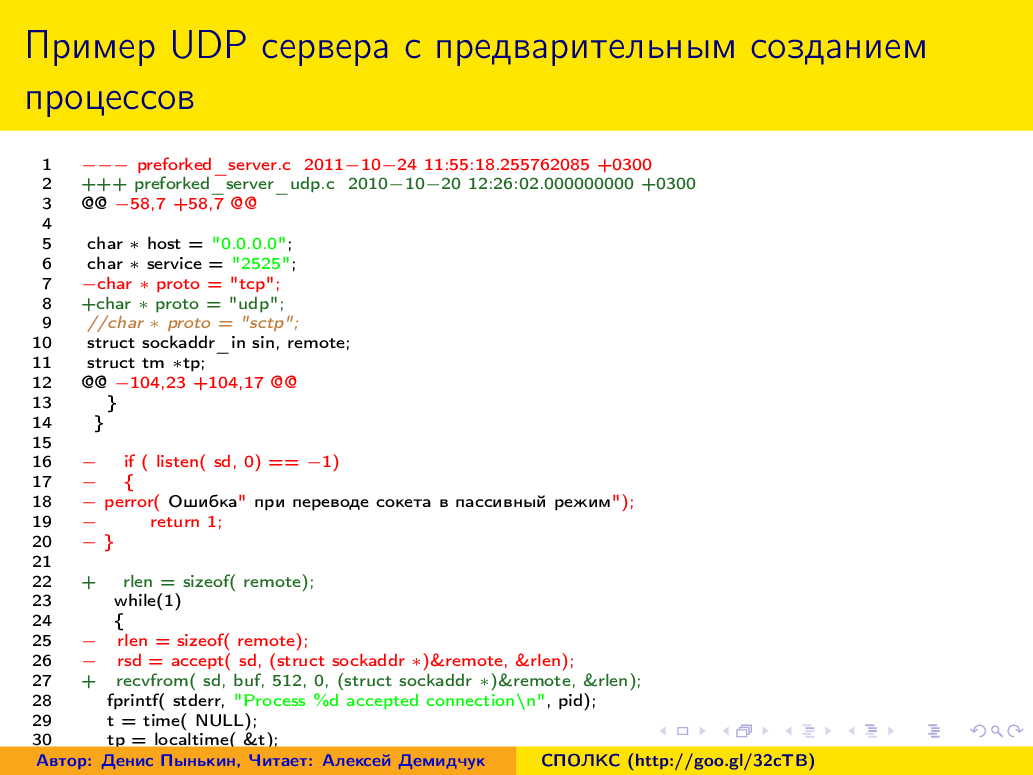 Пример UDP сервера с предварительным созданием
процессов
1 −−− preforked_server.c 2011−10−24 11:55:18.255762085 +0300
2 +++ preforked_server_udp.c 2010−10−20 12:26:02.000000000 +0300
3 @@ −58,7 +58,7 @@
4
5 char ∗ host = "0.0.0.0";
6 char ∗ service = "2525";
7 −char ∗ proto = "tcp";
8 +char ∗ proto = "udp";
9 //char ∗ proto = "sctp";
10 struct sockaddr_in sin, remote;
11 struct tm ∗tp;
12 @@ −104,23 +104,17 @@
13 }
14 }
15
16 − if ( listen( sd, 0) == −1)
17 − {
18 − perror( Ошибка" при переводе сокета в пассивный режим");
19 − return 1;
20 − }
21
22 + rlen = sizeof( remote);
23 while(1)
24 {
25 − rlen = sizeof( remote);
26 − rsd = accept( sd, (struct sockaddr ∗)&remote, &rlen);
27 + recvfrom( sd, buf, 512, 0, (struct sockaddr ∗)&remote, &rlen);
28 fprintf( stderr, "Process %d accepted connection\n", pid);
29 t = time( NULL);
30 tp = localtime( &t);
Автор: Денис Пынькин, Читает: Алексей Демидчук СПОЛКС (http://goo.gl/32cTB)